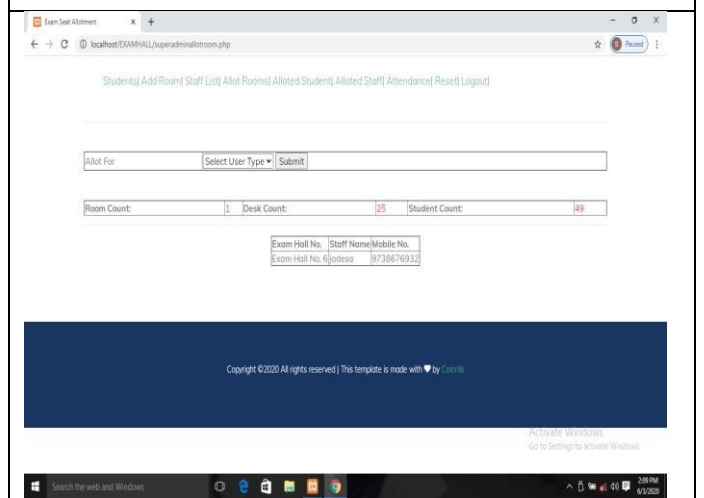 Exam Seat Allotment
localhost/EXAMHALL/superadminallotroom.php
Paused
Students| Add Room| Staff List| Allot Rooms| Alloted Student| Alloted Staff| Attendance| Reset| Logout|
Allot For Select User Type Submit
Room Count: 1 Desk Count: 25 Student Count: 49
Exam Hall No. Staff Name Mobile No.
Exam Hall No. 6 jadesa 9738676932
Copyright ©2020 All rights reserved | This template is made with ♥ by Colorlib
Activate Windows
Go to Settings to activate Windows.
Search the web and Windows
2:09 PM
6/3/2020